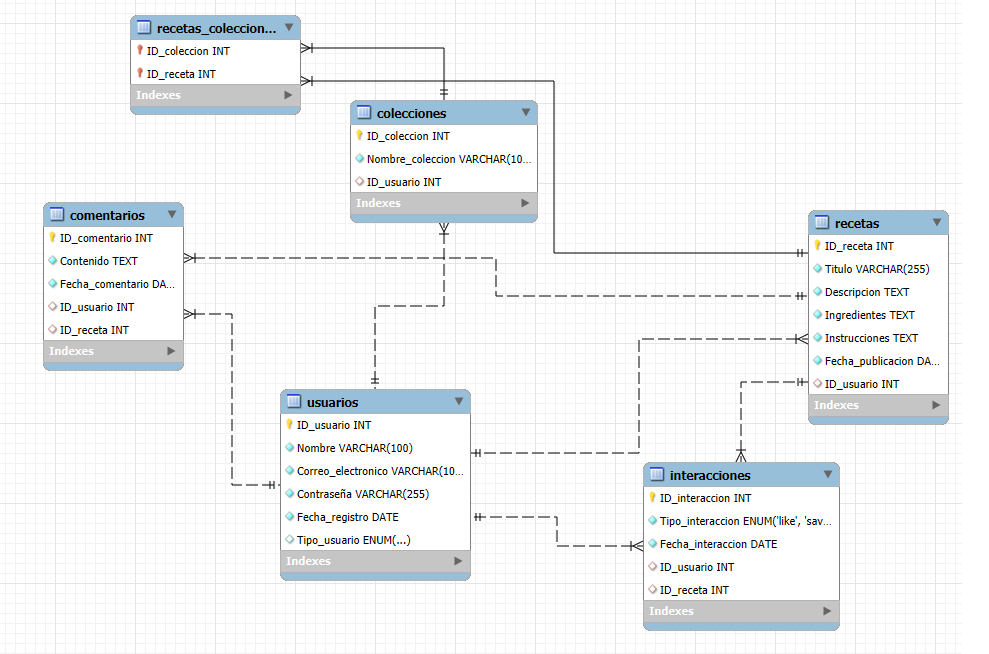 recetas_coleccion...
ID_coleccion INT
ID_receta INT
Indexes
colecciones
ID_coleccion INT
Nombre_coleccion VARCHAR(10...
ID_usuario INT
Indexes
comentarios
ID_comentario INT
Contenido TEXT
Fecha_comentario DA...
ID_usuario INT
ID_receta INT
Indexes
recetas
ID_receta INT
Titulo VARCHAR(255)
Descripcion TEXT
Ingredientes TEXT
Instrucciones TEXT
Fecha_publicacion DA...
ID_usuario INT
Indexes
usuarios
ID_usuario INT
Nombre VARCHAR(100)
Correo_electronico VARCHAR(10...
Contraseña VARCHAR(255)
Fecha_registro DATE
Tipo_usuario ENUM(...)
Indexes
interacciones
ID_interaccion INT
Tipo_interaccion ENUM('like', 'sav...
Fecha_interaccion DATE
ID_usuario INT
ID_receta INT
Indexes